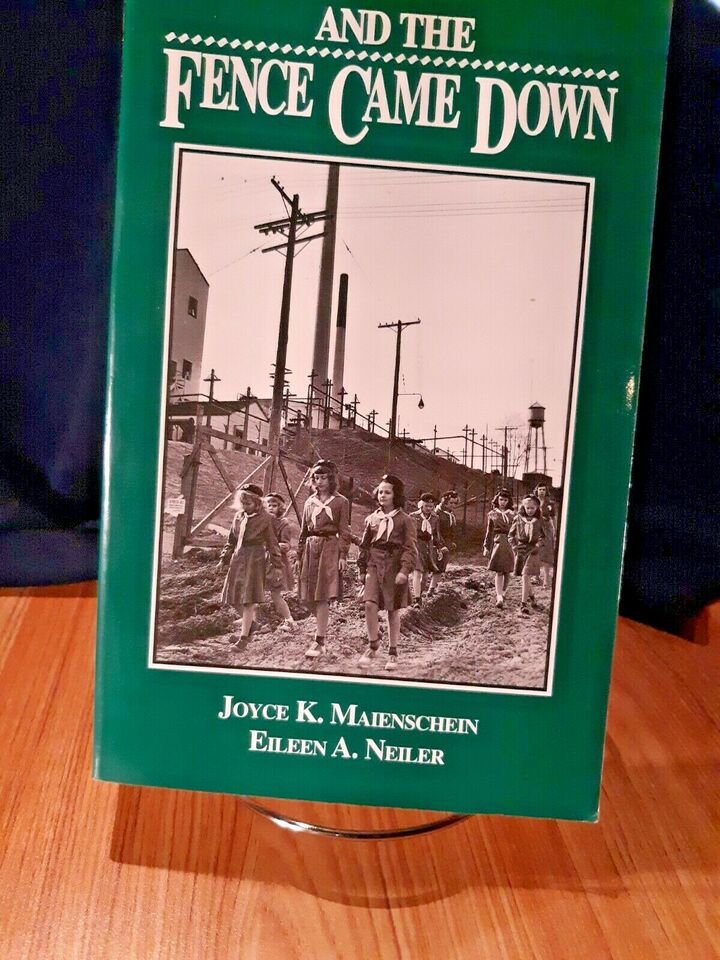 AND THE
FENCE CAME DOWN
JOYCE K. MAIENSCHEIN
EILEEN A. NEILER